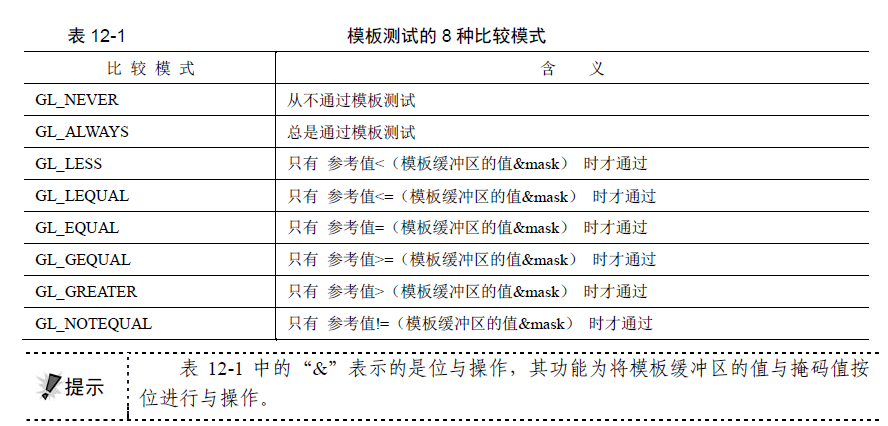 表 12-1 模板测试的 8 种比较模式
比 较 模 式 含 义
GL_NEVER 从不通过模板测试
GL_ALWAYS 总是通过模板测试
GL_LESS 只有 参考值<（模板缓冲区的值&mask） 时才通过
GL_LEQUAL 只有 参考值<=（模板缓冲区的值&mask） 时才通过
GL_EQUAL 只有 参考值=（模板缓冲区的值&mask） 时才通过
GL_GEQUAL 只有 参考值>=（模板缓冲区的值&mask） 时才通过
GL_GREATER 只有 参考值>（模板缓冲区的值&mask） 时才通过
GL_NOTEQUAL 只有 参考值!=（模板缓冲区的值&mask） 时才通过
提示
表 12-1 中的“&”表示的是位与操作，其功能为将模板缓冲区的值与掩码值按
位进行与操作。